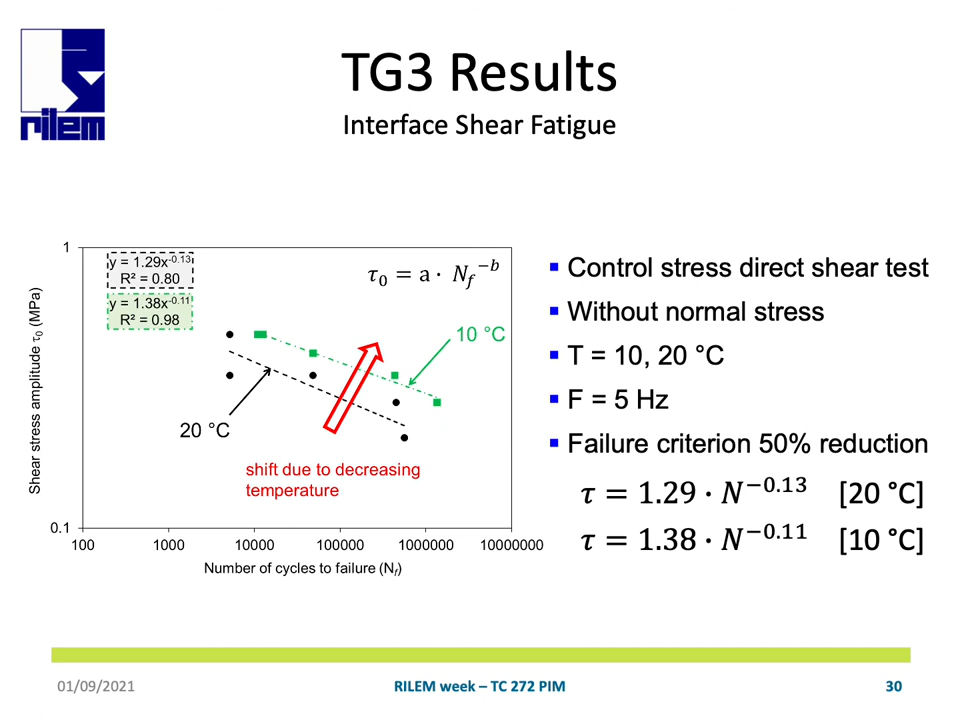 rilem
TG3 Results
Interface Shear Fatigue
1
y = 1.29x-0.13
R² = 0.80
y = 1.38x-0.11
R² = 0.98
τ0 = a · Nf−b
10 °C
20 °C
shift due to decreasing
temperature
Shear stress amplitude τ0 (MPa)
0.1
100 1000 10000 100000 1000000 10000000
Number of cycles to failure (Nf)
Control stress direct shear test
Without normal stress
T = 10, 20 °C
F = 5 Hz
Failure criterion 50% reduction
τ = 1.29 · N−0.13 [20 °C]
τ = 1.38 · N−0.11 [10 °C]
01/09/2021 RILEM week – TC 272 PIM 30